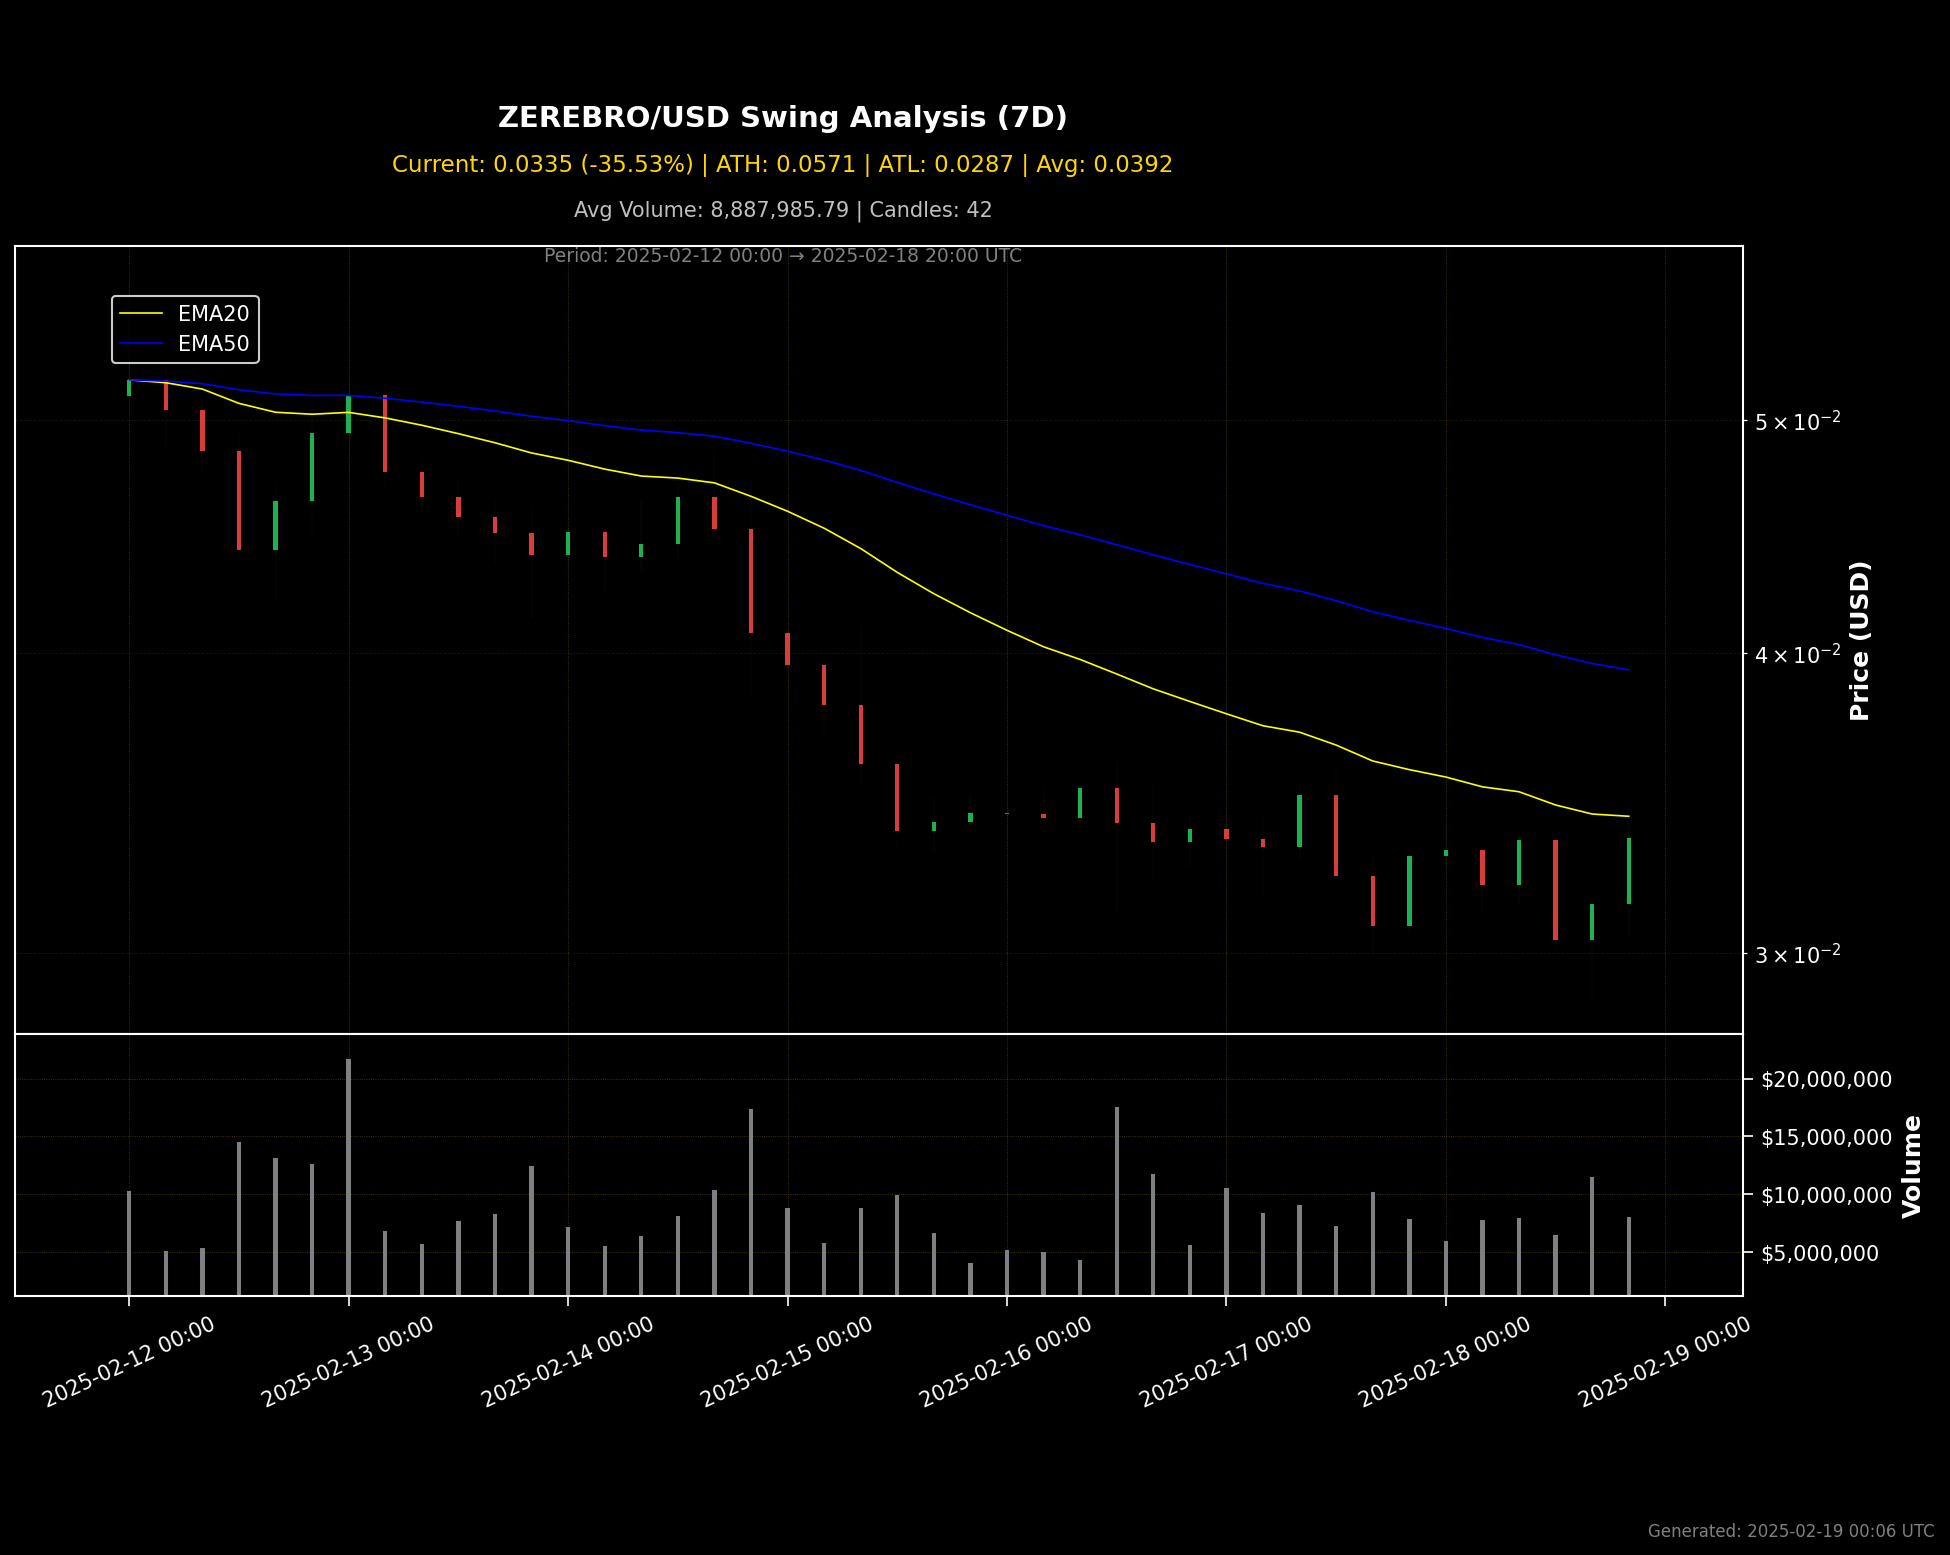 ZEREBRO/USD Swing Analysis (7D)
Current: 0.0335 (-35.53%) | ATH: 0.0571 | ATL: 0.0287 | Avg: 0.0392
Avg Volume: 8,887,985.79 | Candles: 42
Period: 2025-02-12 00:00 → 2025-02-18 20:00 UTC
EMA20
EMA50
5 × 10⁻²
4 × 10⁻²
3 × 10⁻²
Price (USD)
$20,000,000
$15,000,000
$10,000,000
$5,000,000
Volume
2025-02-12 00:00
2025-02-13 00:00
2025-02-14 00:00
2025-02-15 00:00
2025-02-16 00:00
2025-02-17 00:00
2025-02-18 00:00
2025-02-19 00:00
Generated: 2025-02-19 00:06 UTC